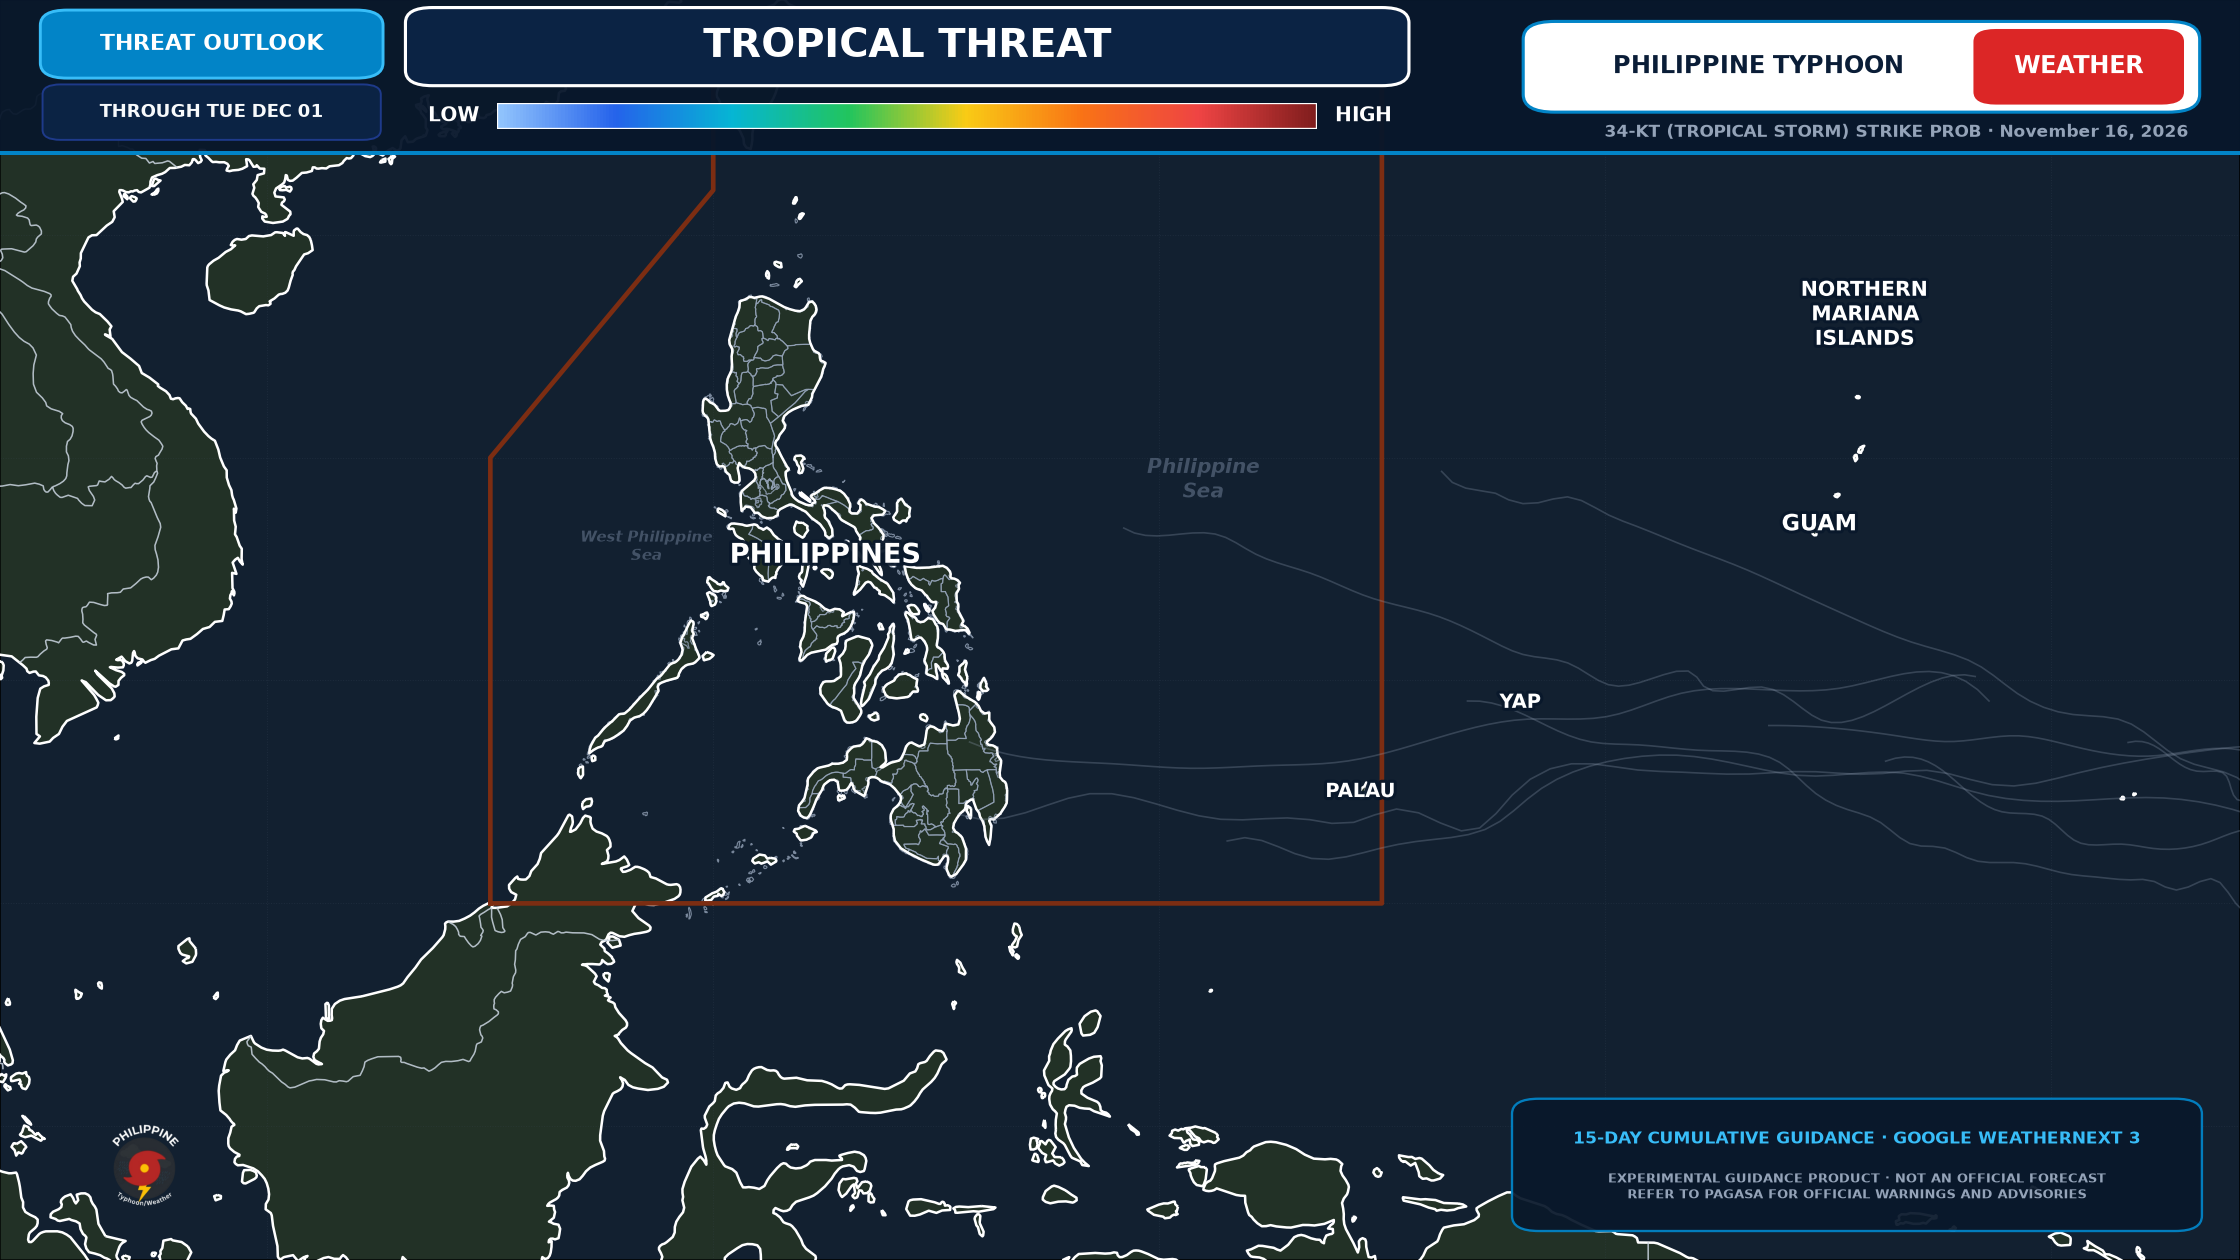 THREAT OUTLOOK
THROUGH TUE DEC 01
TROPICAL THREAT
LOW
HIGH
PHILIPPINE TYPHOON
WEATHER
34-KT (TROPICAL STORM) STRIKE PROB · November 16, 2026
NORTHERN
MARIANA
ISLANDS
Philippine
Sea
GUAM
West Philippine
Sea
PHILIPPINES
YAP
PALAU
PHILIPPINE
Typhoon/Weather
15-DAY CUMULATIVE GUIDANCE · GOOGLE WEATHERNEXT 3
EXPERIMENTAL GUIDANCE PRODUCT · NOT AN OFFICIAL FORECAST
REFER TO PAGASA FOR OFFICIAL WARNINGS AND ADVISORIES